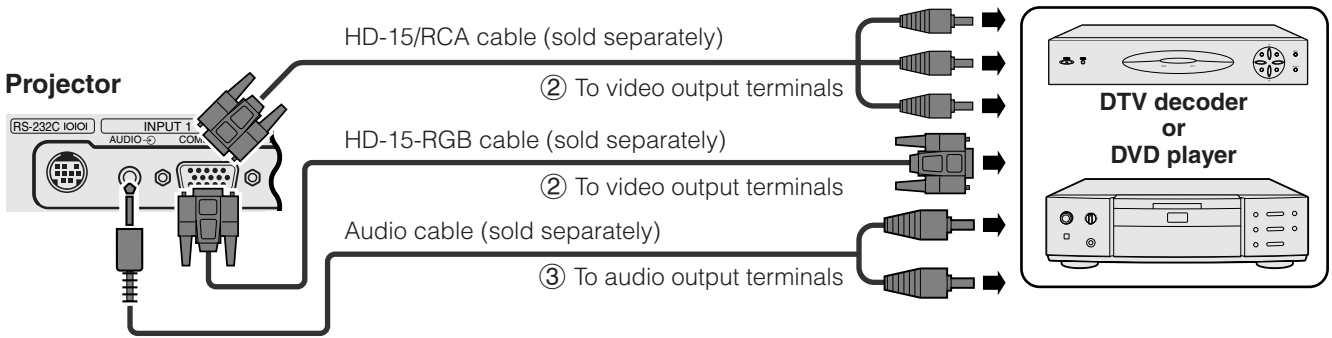 HD-15/RCA cable (sold separately)
② To video output terminals
Projector
RS-232C IOIOI
INPUT 1
AUDIO
HD-15-RGB cable (sold separately)
② To video output terminals
Audio cable (sold separately)
③ To audio output terminals
DTV decoder
or
DVD player